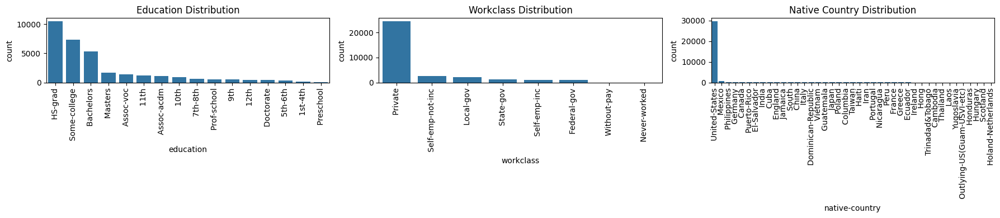 Education Distribution
count
10000
5000
0
HS-grad
Some-college
Bachelors
Masters
Assoc-voc
11th
Assoc-acdm
10th
7th-8th
Prof-school
9th
12th
Doctorate
5th-6th
1st-4th
Preschool
education
Workclass Distribution
count
20000
10000
0
Private
Self-emp-not-inc
Local-gov
State-gov
Self-emp-inc
Federal-gov
Without-pay
Never-worked
workclass
Native Country Distribution
count
30000
20000
10000
0
United-States
Mexico
Philippines
Germany
Canada
Puerto-Rico
El-Salvador
India
Cuba
England
Jamaica
South
China
Italy
Dominican-Republic
Vietnam
Guatemala
Japan
Poland
Columbia
Taiwan
Haiti
Iran
Portugal
Nicaragua
Peru
France
Greece
Ecuador
Ireland
Hong
Trinadad&Tobago
Cambodia
Thailand
Laos
Yugoslavia
Outlying-US(Guam-USVI-etc)
Honduras
Hungary
Scotland
Holand-Netherlands
native-country